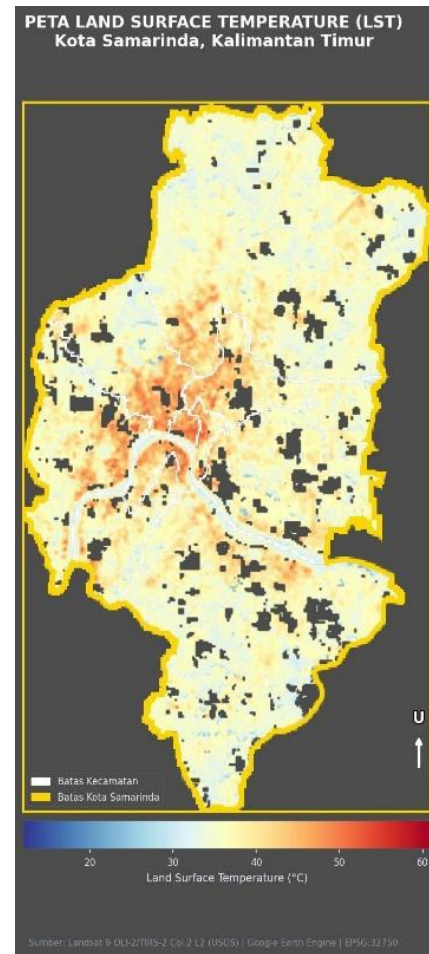 PETA LAND SURFACE TEMPERATURE (LST)
Kota Samarinda, Kalimantan Timur
U
Batas Kecamatan
Batas Kota Samarinda
20 30 40 50 60
Land Surface Temperature (°C)
Sumber: Landsat 9 OLI-2/TIRS-2 Col.2 L2 (USGS) | Google Earth Engine | EPSG:32750